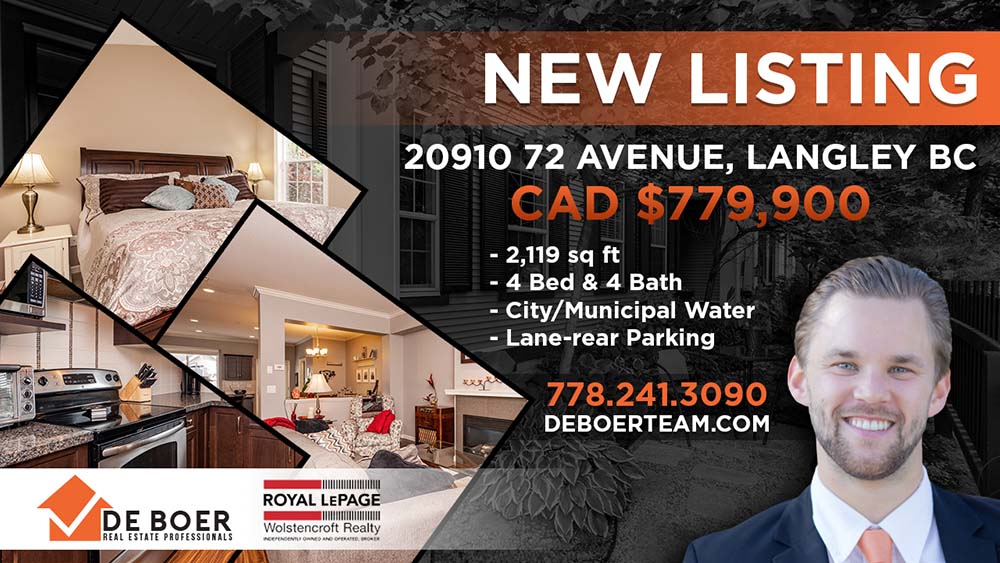 NEW LISTING
20910 72 AVENUE, LANGLEY BC
CAD $779,900
- 2,119 sq ft
- 4 Bed & 4 Bath
- City/Municipal Water
- Lane-rear Parking
778.241.3090
DEBOERTEAM.COM
DE BOER
REAL ESTATE PROFESSIONALS
ROYAL LEPAGE
Wolstencroft Realty
INDEPENDENTLY OWNED AND OPERATED, BROKER